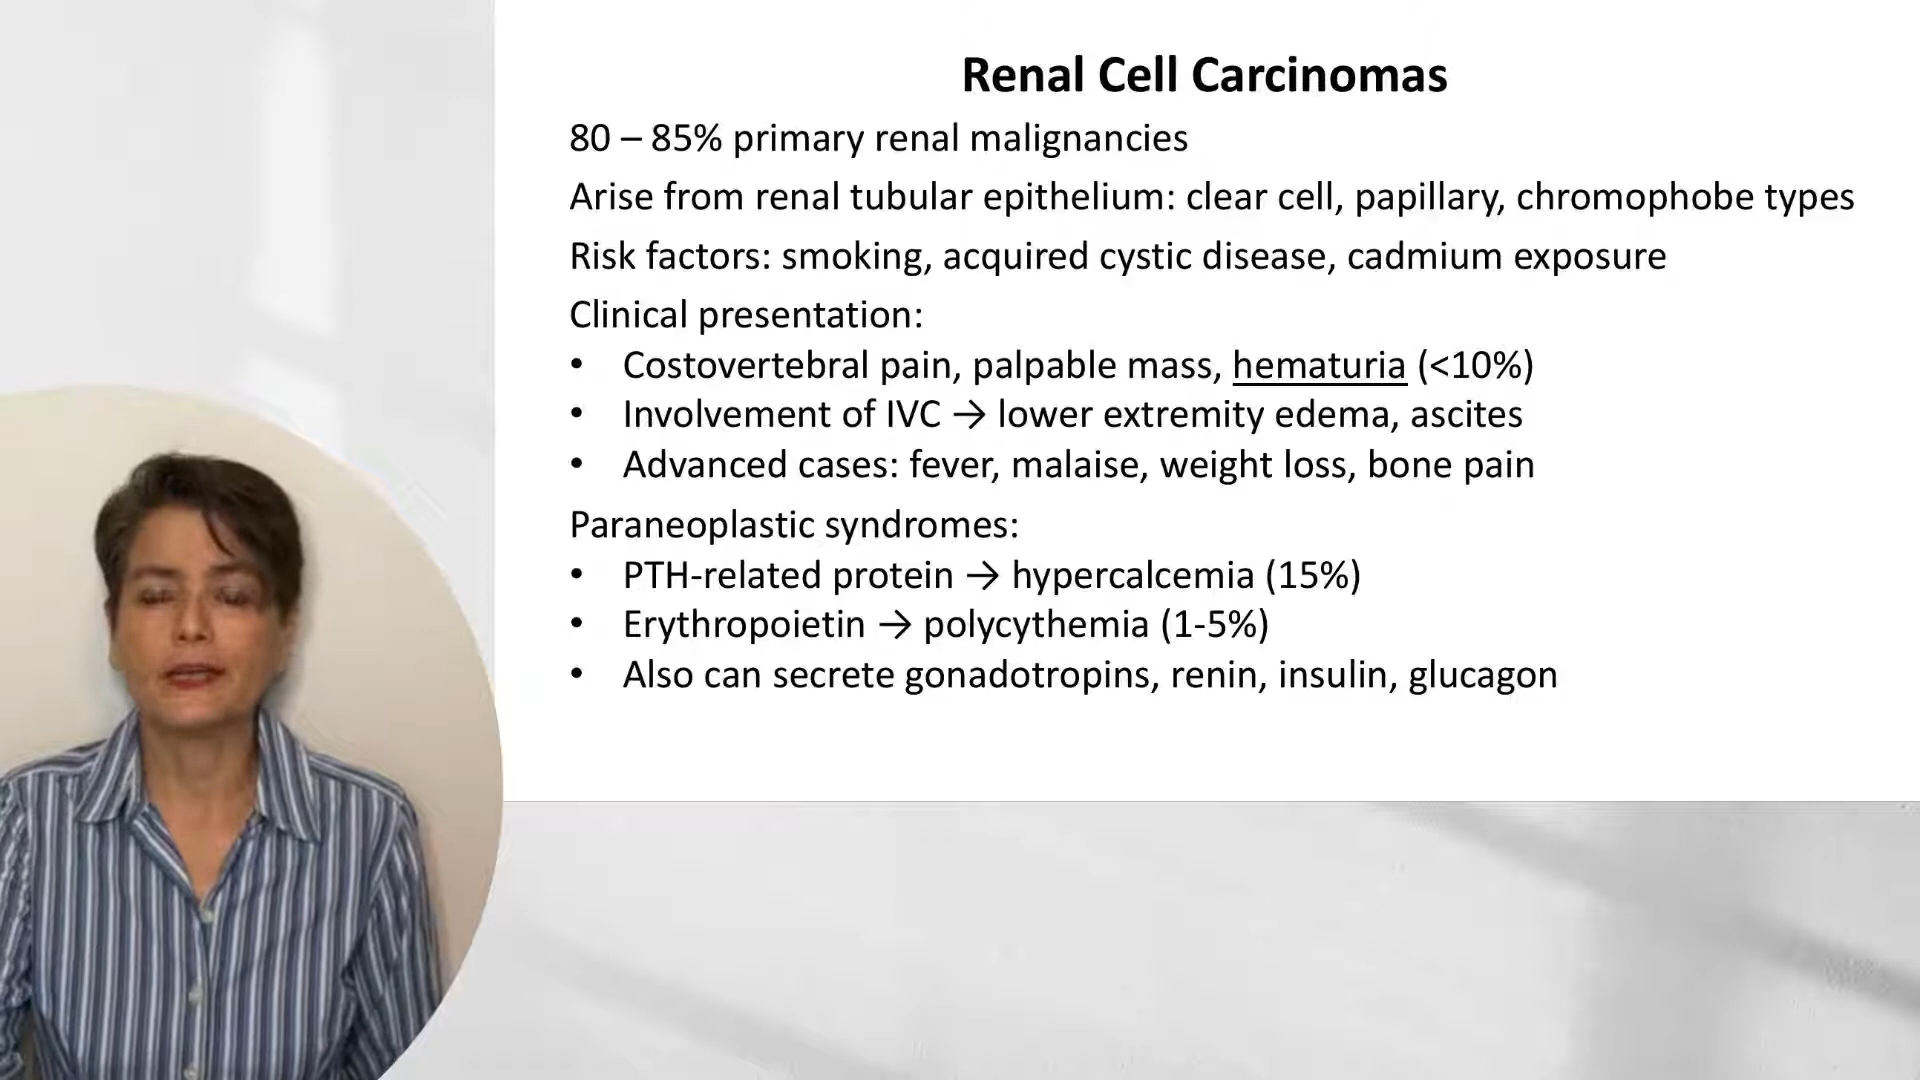 Renal Cell Carcinomas
80 – 85% primary renal malignancies
Arise from renal tubular epithelium: clear cell, papillary, chromophobe types
Risk factors: smoking, acquired cystic disease, cadmium exposure
Clinical presentation:
• Costovertebral pain, palpable mass, hematuria (<10%)
• Involvement of IVC → lower extremity edema, ascites
• Advanced cases: fever, malaise, weight loss, bone pain
Paraneoplastic syndromes:
• PTH-related protein → hypercalcemia (15%)
• Erythropoietin → polycythemia (1-5%)
• Also can secrete gonadotropins, renin, insulin, glucagon